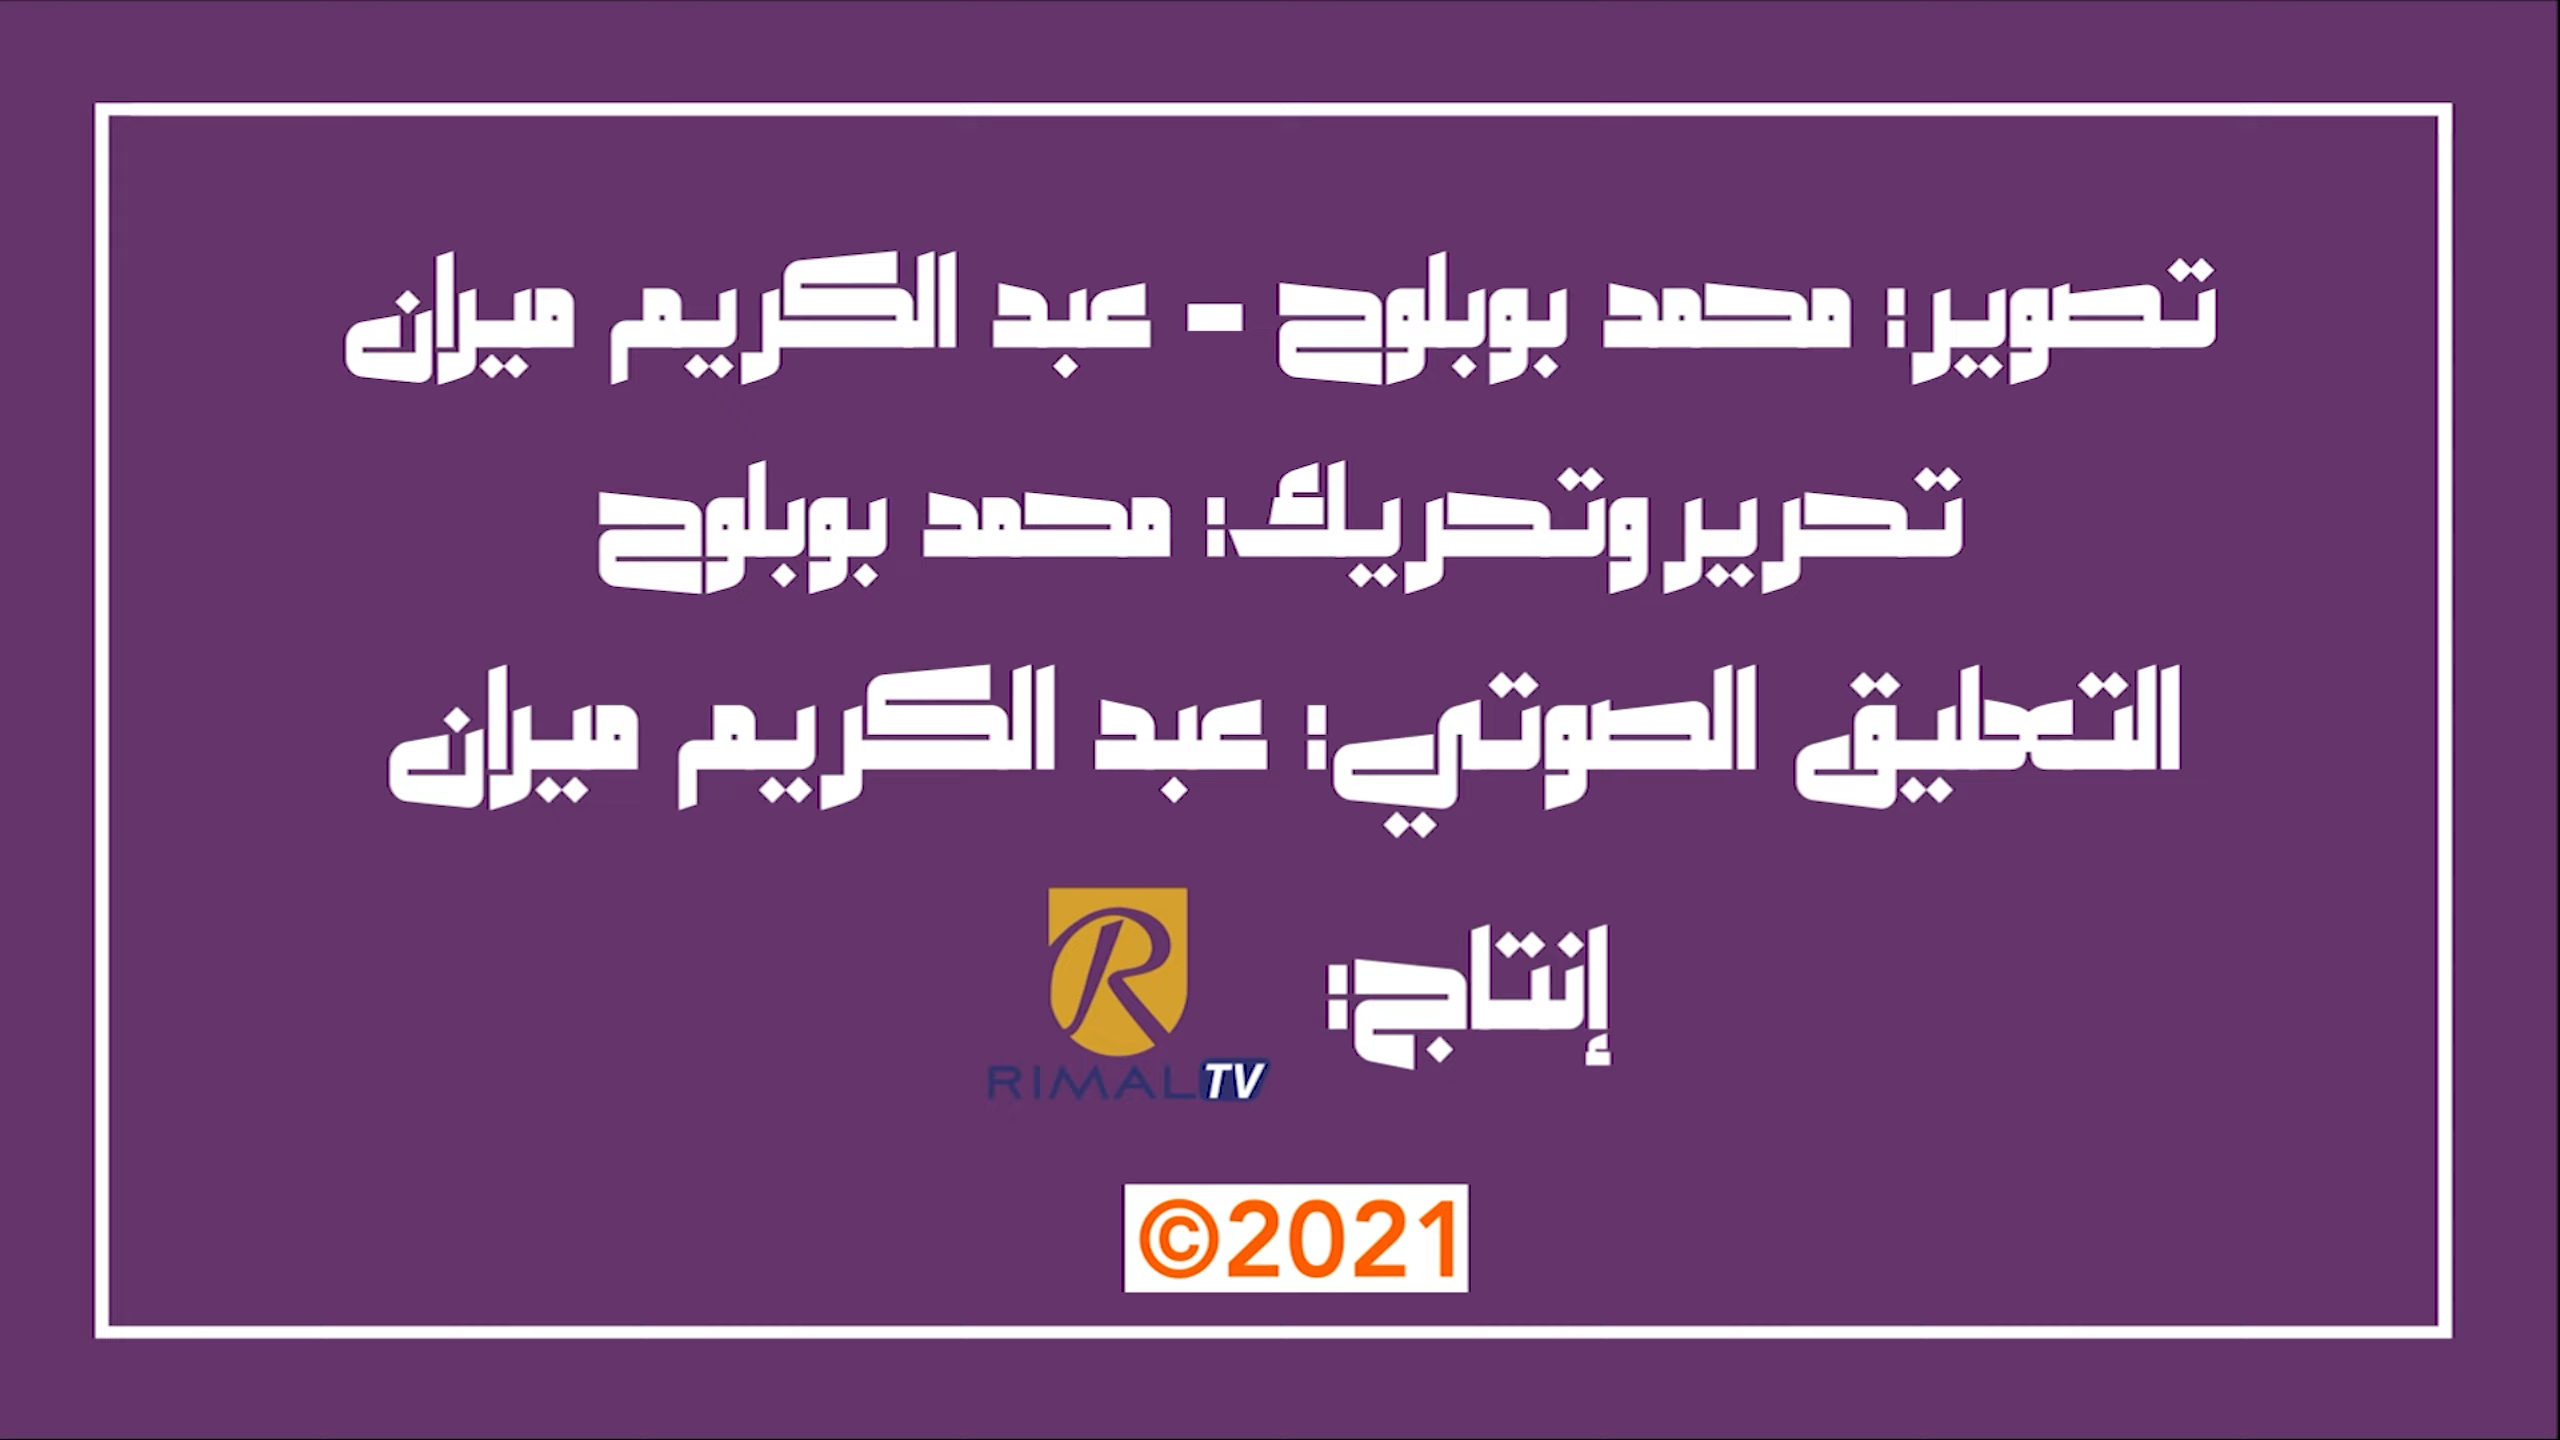 تصوير: محمد بوبلوح - عبد الكريم ميران
تحرير وتحريك: محمد بوبلوح
التعليق الصوتي: عبد الكريم ميران
إنتاج:
R
RIMAL TV
©2021